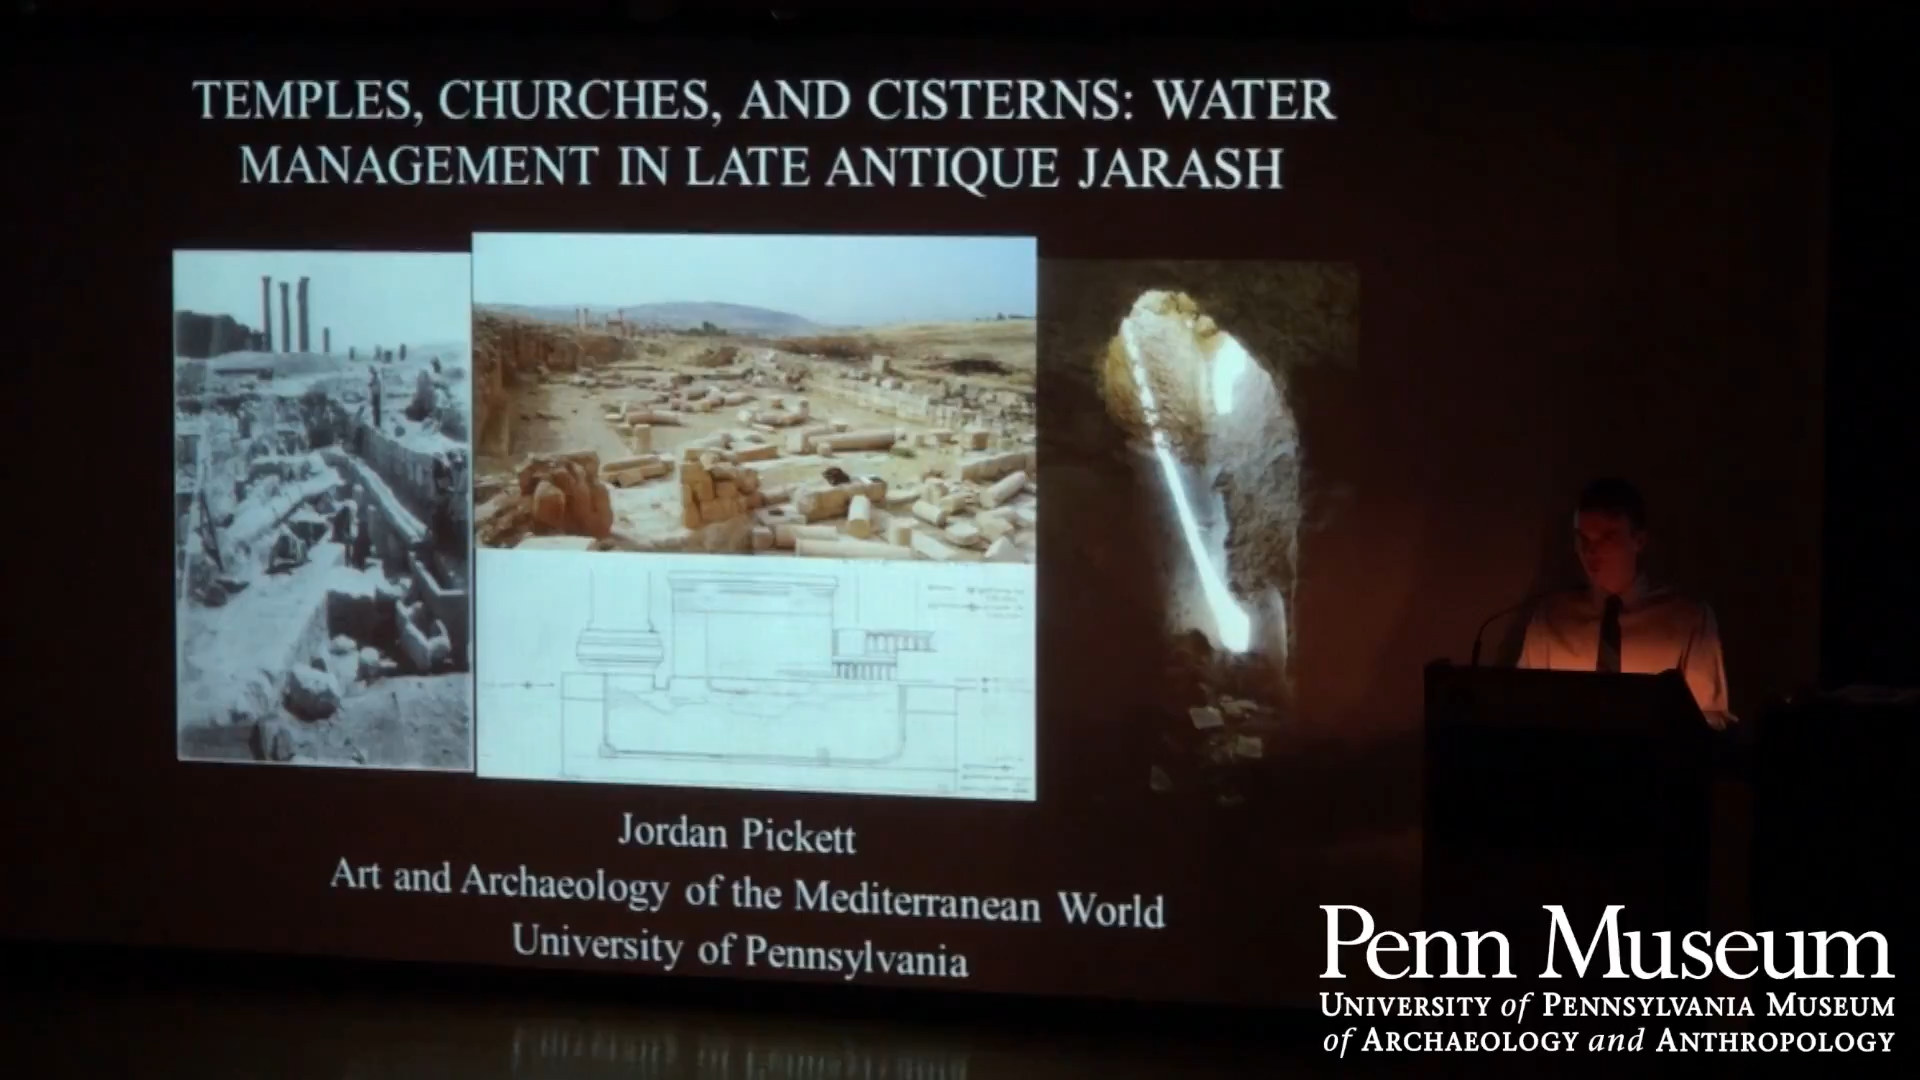 TEMPLES, CHURCHES, AND CISTERNS: WATER
MANAGEMENT IN LATE ANTIQUE JARASH
Jordan Pickett
Art and Archaeology of the Mediterranean World
University of Pennsylvania
Penn Museum
UNIVERSITY of PENNSYLVANIA MUSEUM
of ARCHAEOLOGY and ANTHROPOLOGY